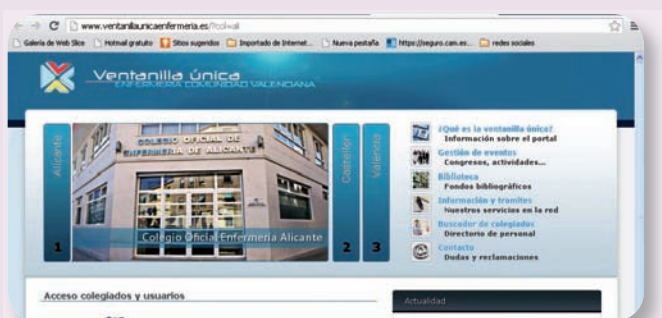 www.ventanillaunicaenfermeria.es/?col=all
Galería de Web Slice Hotmail gratuito Sitios sugeridos Importado de Internet... Nueva pestaña https://seguro.cam.es... redes sociales
Ventanilla única
ENFERMERÍA COMUNIDAD VALENCIANA
Alicante
1
COLEGIO OFICIAL DE
ENFERMERÍA DE ALICANTE
Colegio Oficial Enfermería Alicante
Castellón
2
Valencia
3
¿Qué es la ventanilla única?
Información sobre el portal
Gestión de eventos
Congresos, actividades...
Biblioteca
Fondos bibliográficos
Información y trámites
Nuestros servicios en la red
Buscador de colegiados
Directorio de personal
Contacto
Dudas y reclamaciones
Acceso colegiados y usuarios
Actualidad